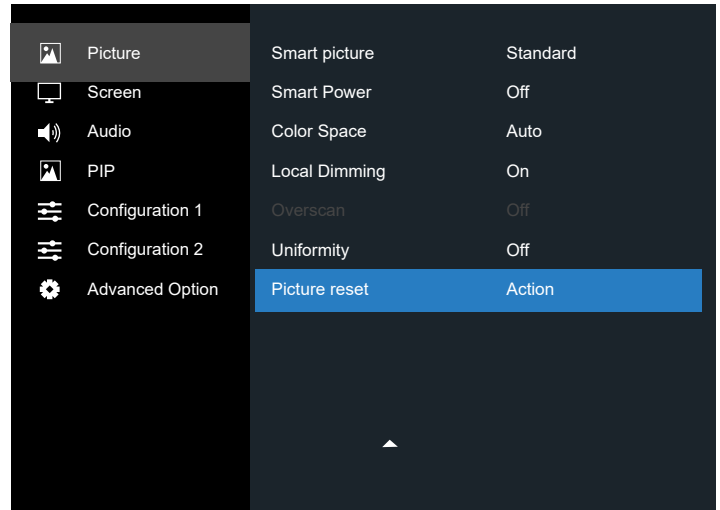 Picture
Screen
Audio
PIP
Configuration 1
Configuration 2
Advanced Option
Smart picture Standard
Smart Power Off
Color Space Auto
Local Dimming On
Overscan Off
Uniformity Off
Picture reset Action